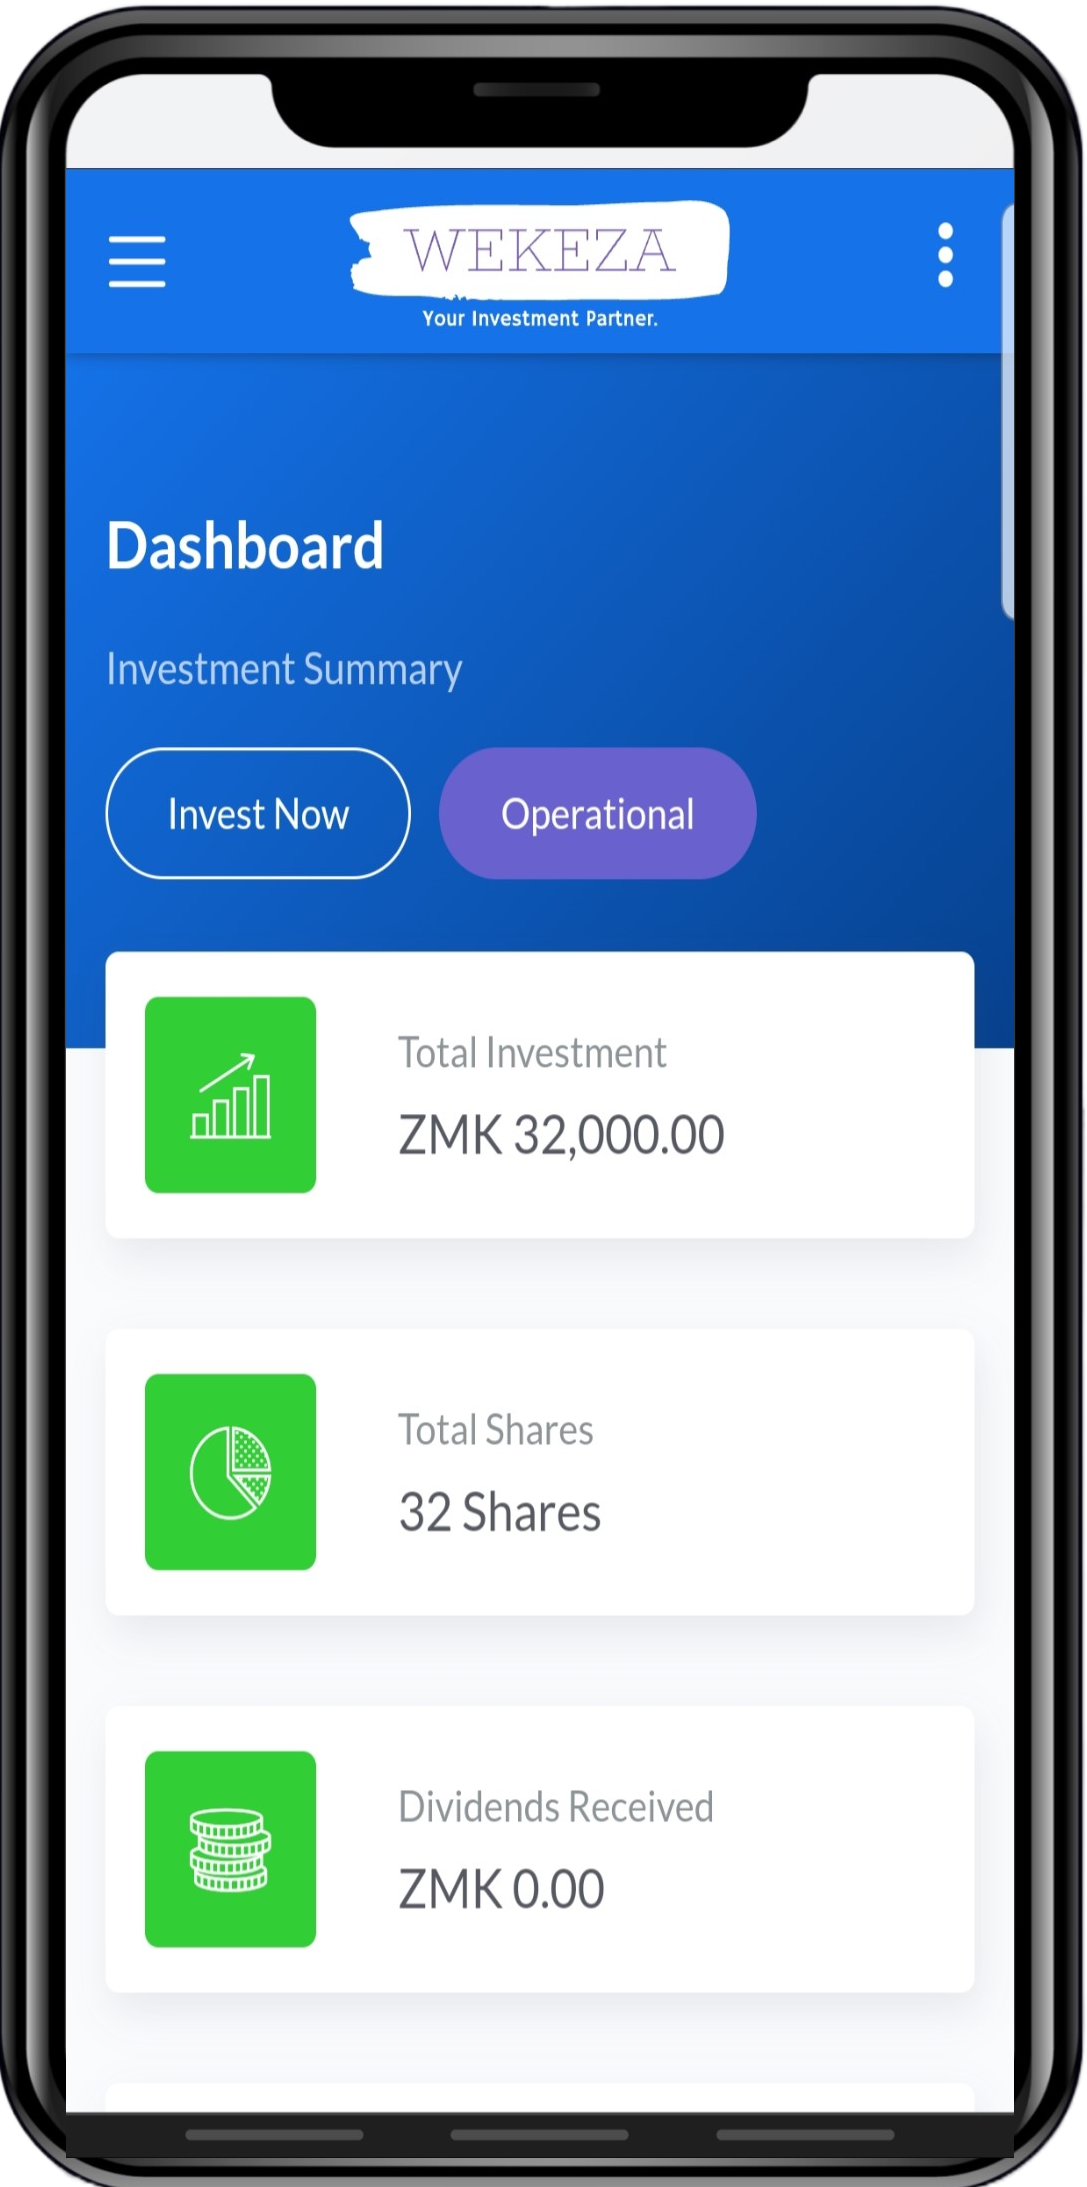 WEKEZA
Your Investment Partner.
Dashboard
Investment Summary
Invest Now
Operational
Total Investment
ZMK 32,000.00
Total Shares
32 Shares
Dividends Received
ZMK 0.00